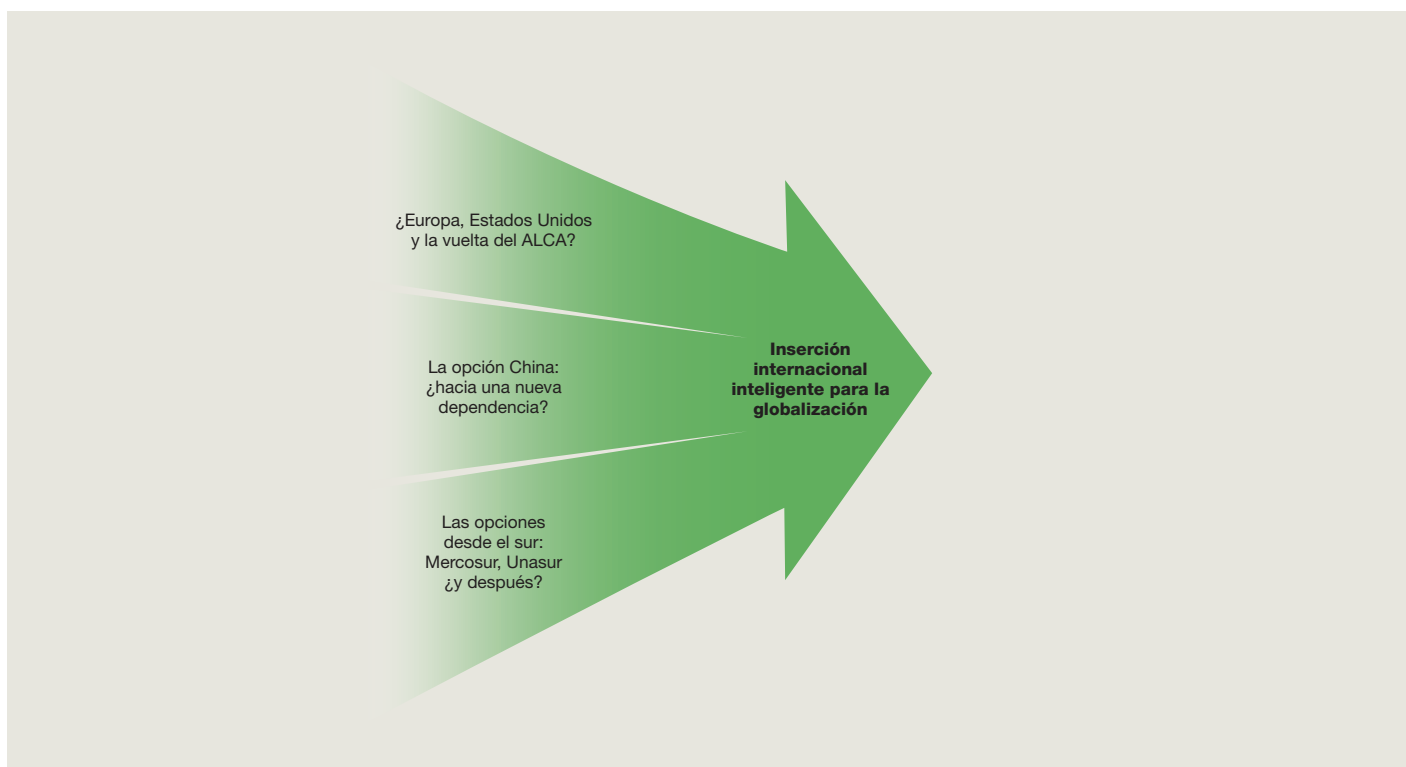 ¿Europa, Estados Unidos
y la vuelta del ALCA?
La opción China:
¿hacia una nueva
dependencia?
Las opciones
desde el sur:
Mercosur, Unasur
¿y después?
Inserción
internacional
inteligente para la
globalización